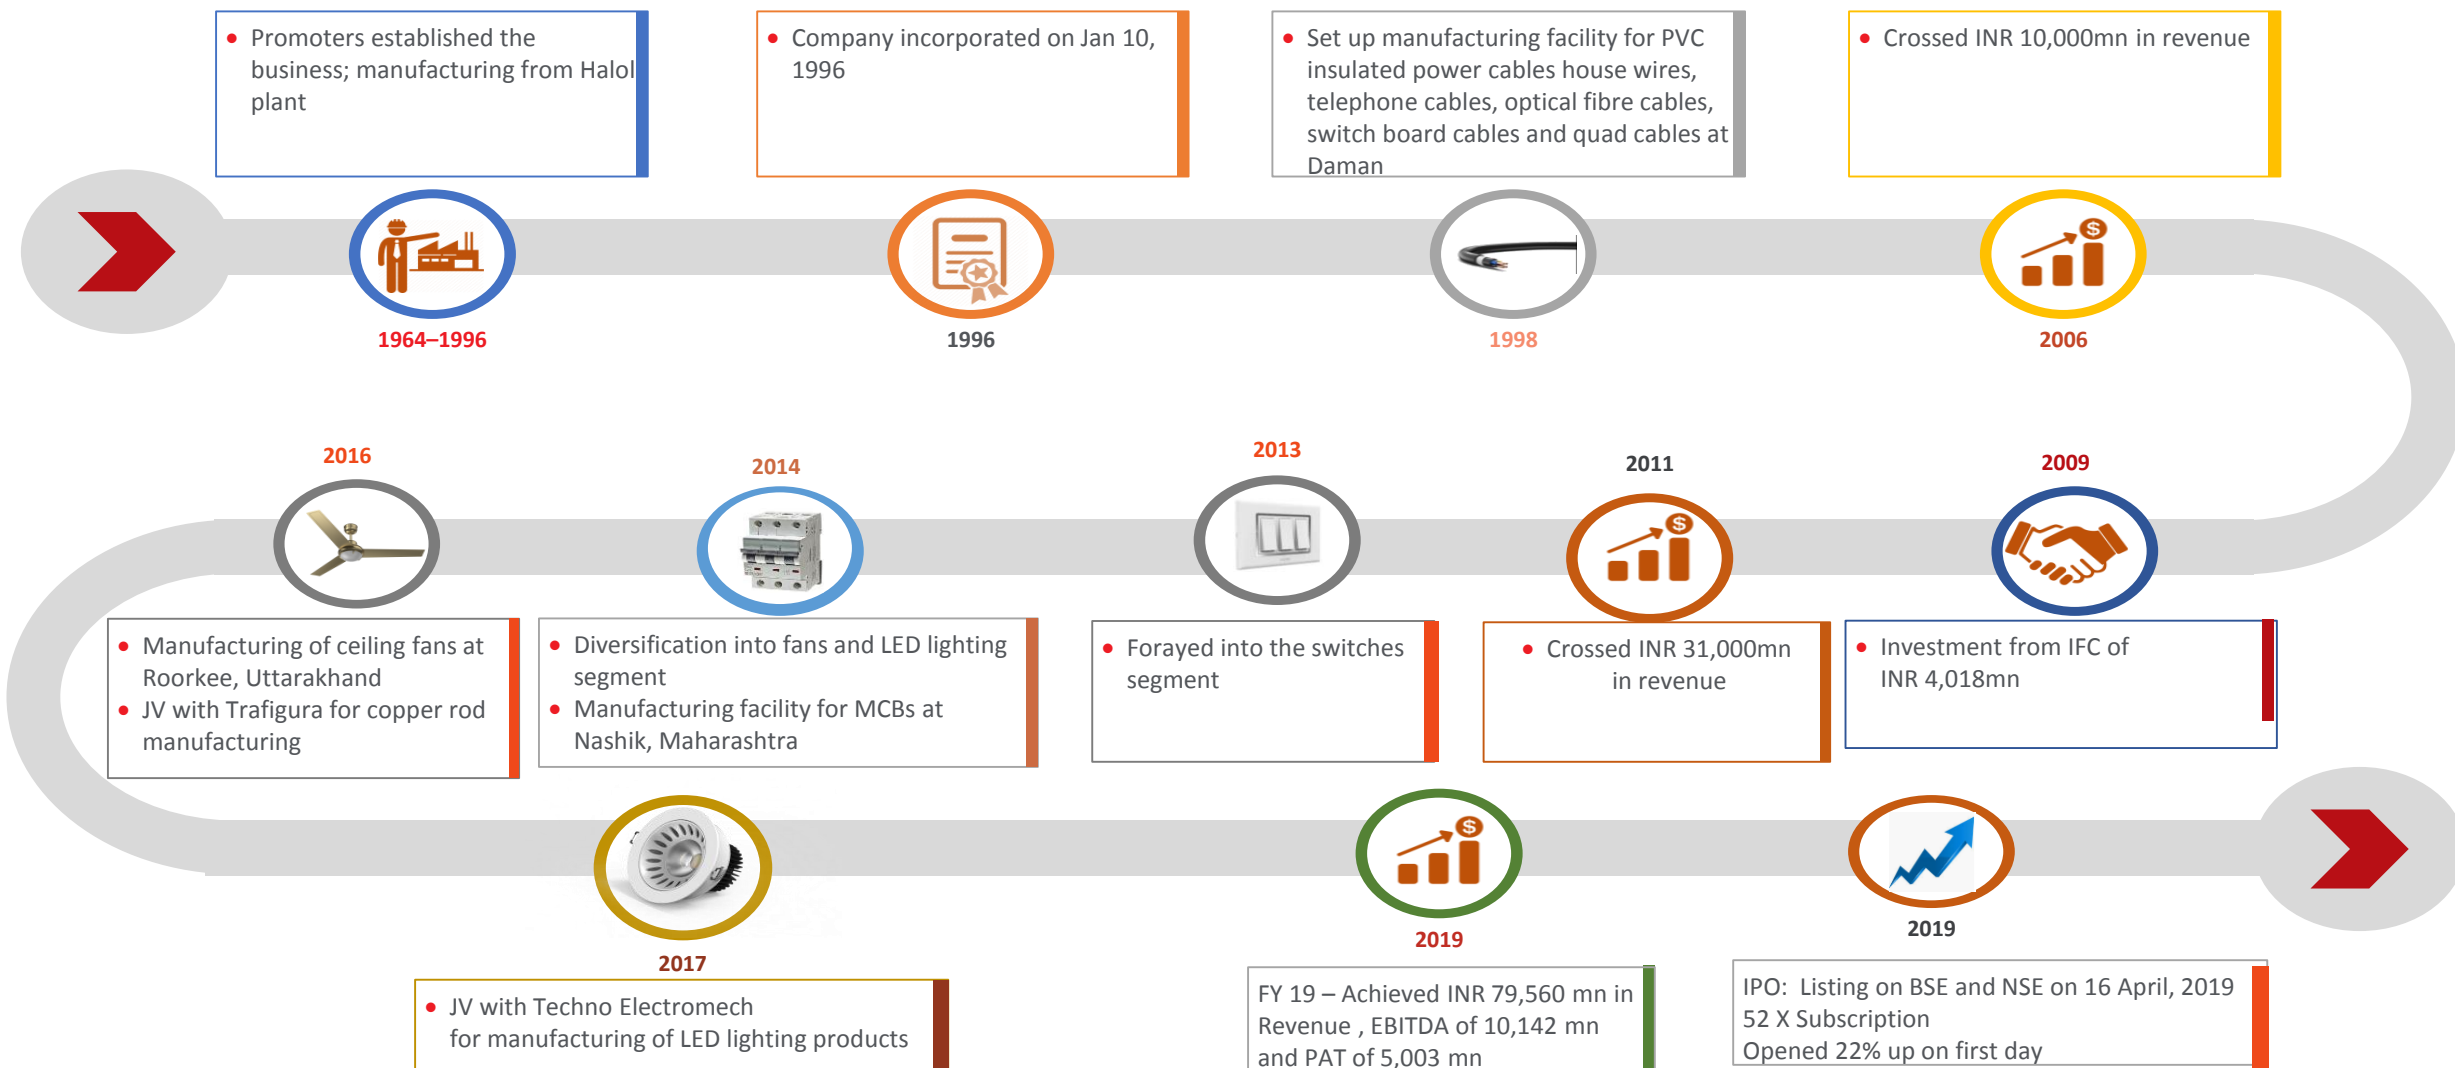 • Promoters established the
business; manufacturing from Halol
plant
1964–1996
• Company incorporated on Jan 10,
1996
1996
• Set up manufacturing facility for PVC
insulated power cables house wires,
telephone cables, optical fibre cables,
switch board cables and quad cables at
Daman
1998
• Crossed INR 10,000mn in revenue
2006
2009
• Investment from IFC of
INR 4,018mn
2011
• Crossed INR 31,000mn
in revenue
2013
• Forayed into the switches
segment
2014
• Diversification into fans and LED lighting
segment
• Manufacturing facility for MCBs at
Nashik, Maharashtra
2016
• Manufacturing of ceiling fans at
Roorkee, Uttarakhand
• JV with Trafigura for copper rod
manufacturing
2017
• JV with Techno Electromech
for manufacturing of LED lighting products
2019
FY 19 – Achieved INR 79,560 mn in
Revenue , EBITDA of 10,142 mn
and PAT of 5,003 mn
2019
IPO: Listing on BSE and NSE on 16 April, 2019
52 X Subscription
Opened 22% up on first day